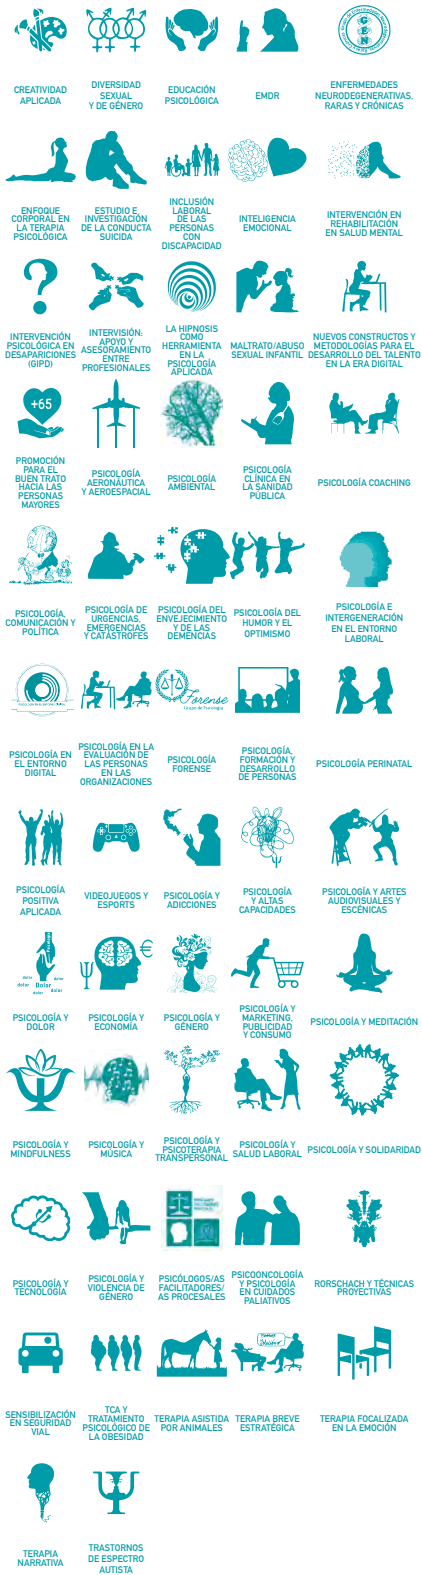 CREATIVIDAD
APLICADA
DIVERSIDAD
SEXUAL
Y DE GÉNERO
EDUCACIÓN
PSICOLÓGICA
EMDR
GEN
ENFERMEDADES
NEURODEGENERATIVAS,
RARAS Y CRÓNICAS
ENFOQUE
CORPORAL EN
LA TERAPIA
PSICOLÓGICA
ESTUDIO E
INVESTIGACIÓN
DE LA CONDUCTA
SUICIDA
INCLUSIÓN
LABORAL
DE LAS
PERSONAS
CON
DISCAPACIDAD
INTELIGENCIA
EMOCIONAL
INTERVENCIÓN EN
REHABILITACIÓN
EN SALUD MENTAL
INTERVENCIÓN
PSICOLÓGICA EN
DESAPARICIONES
(GIPD)
INTERVISIÓN:
APOYO Y
ASESORAMIENTO
ENTRE
PROFESIONALES
LA HIPNOSIS
COMO
HERRAMIENTA
EN LA
PSICOLOGÍA
APLICADA
MALTRATO/ABUSO
SEXUAL INFANTIL
NUEVOS CONSTRUCTOS Y
METODOLOGÍAS PARA EL
DESARROLLO DEL TALENTO
EN LA ERA DIGITAL
+65
PROMOCIÓN
PARA EL
BUEN TRATO
HACIA LAS
PERSONAS
MAYORES
PSICOLOGÍA
AERONÁUTICA
Y AEROESPACIAL
PSICOLOGÍA
AMBIENTAL
PSICOLOGÍA
CLÍNICA EN
LA SANIDAD
PÚBLICA
PSICOLOGÍA COACHING
PSICOLOGÍA,
COMUNICACIÓN Y
POLÍTICA
PSICOLOGÍA DE
URGENCIAS,
EMERGENCIAS
Y CATÁSTROFES
PSICOLOGÍA DEL
ENVEJECIMIENTO
Y DE LAS
DEMENCIAS
PSICOLOGÍA DEL
HUMOR Y EL
OPTIMISMO
PSICOLOGÍA E
INTERGENERACIÓN
EN EL ENTORNO
LABORAL
PSICOLOGÍA EN
EL ENTORNO
DIGITAL
PSICOLOGÍA EN LA
EVALUACIÓN DE
LAS PERSONAS
EN LAS
ORGANIZACIONES
Forense
Grupo de Psicología
PSICOLOGÍA
FORENSE
PSICOLOGÍA,
FORMACIÓN Y
DESARROLLO
DE PERSONAS
PSICOLOGÍA PERINATAL
PSICOLOGÍA
POSITIVA
APLICADA
VIDEOJUEGOS Y
ESPORTS
PSICOLOGÍA Y
ADICCIONES
PSICOLOGÍA
Y ALTAS
CAPACIDADES
PSICOLOGÍA Y ARTES
AUDIOVISUALES Y
ESCÉNICAS
dolor
dolor
dolor
Dolor
dolor
dolor
PSICOLOGÍA Y
DOLOR
€
PSICOLOGÍA Y
ECONOMÍA
PSICOLOGÍA Y
GÉNERO
PSICOLOGÍA Y
MARKETING,
PUBLICIDAD
Y CONSUMO
PSICOLOGÍA Y MEDITACIÓN
PSICOLOGÍA Y
MINDFULNESS
PSICOLOGÍA Y
MÚSICA
PSICOLOGÍA Y
PSICOTERAPIA
TRANSPERSONAL
PSICOLOGÍA Y
SALUD LABORAL
PSICOLOGÍA Y SOLIDARIDAD
PSICOLOGÍA Y
TECNOLOGÍA
PSICOLOGÍA Y
VIOLENCIA DE
GÉNERO
PSICÓLOGOS/AS
FACILITADORES/
AS PROCESALES
PSICOONCOLOGÍA
Y PSICOLOGÍA
EN CUIDADOS
PALIATIVOS
RORSCHACH Y TÉCNICAS
PROYECTIVAS
SENSIBILIZACIÓN
EN SEGURIDAD
VIAL
TCA Y
TRATAMIENTO
PSICOLÓGICO DE
LA OBESIDAD
TERAPIA ASISTIDA
POR ANIMALES
TERAPIA BREVE
ESTRATÉGICA
TERAPIA FOCALIZADA
EN LA EMOCIÓN
TERAPIA
NARRATIVA
TRASTORNOS
DE ESPECTRO
AUTISTA